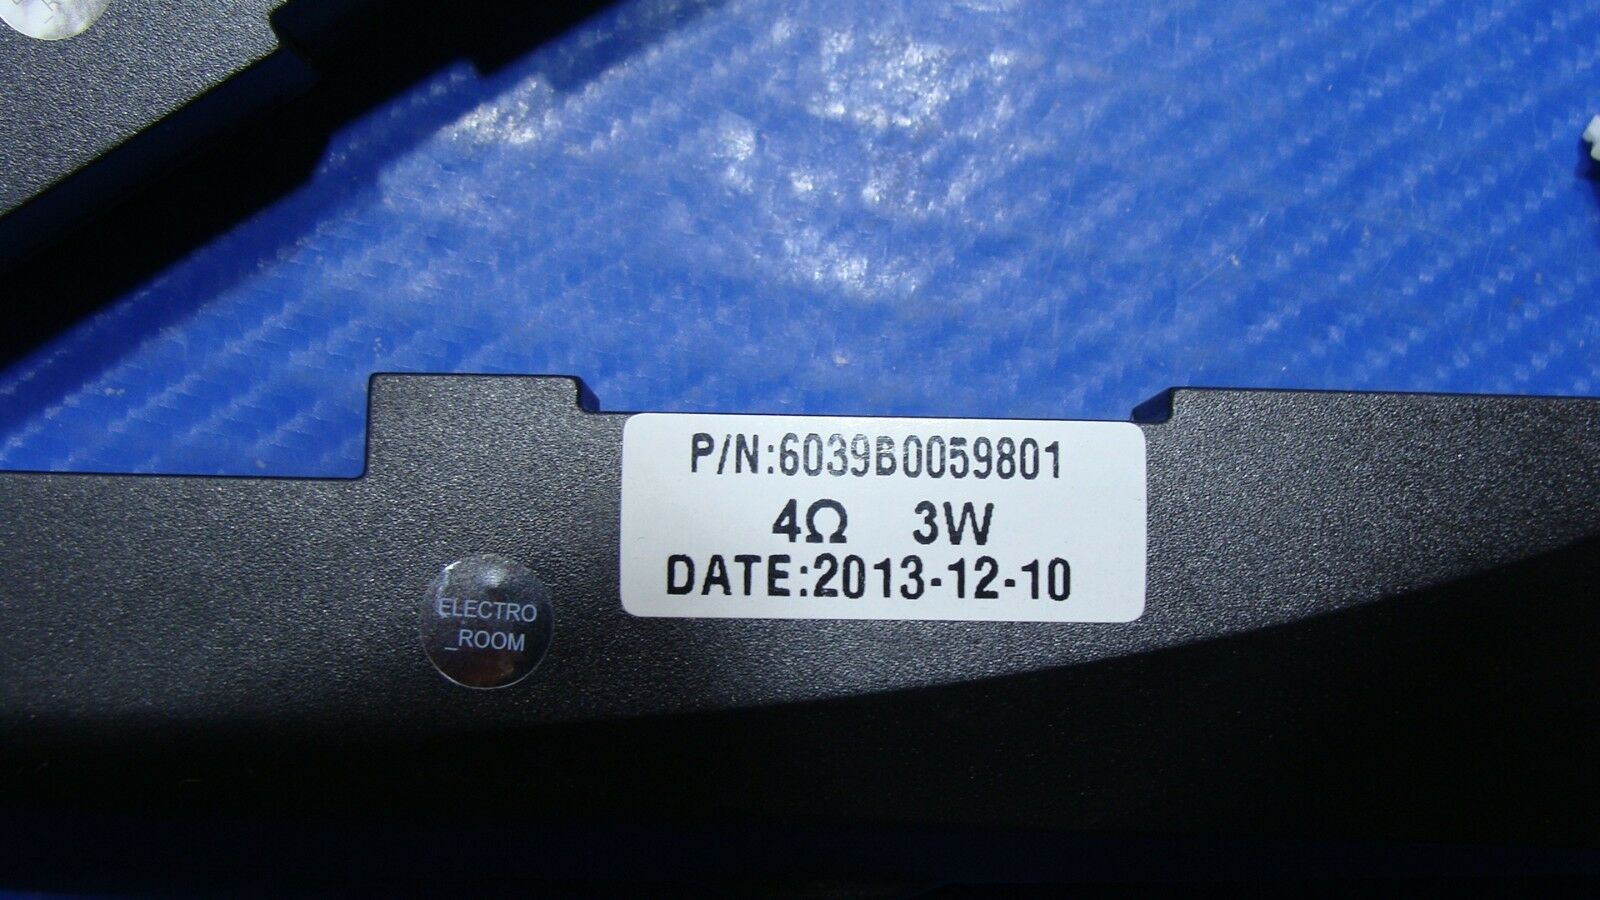 P/N:6039B0059801
4Ω 3W
DATE:2013-12-10
ELECTRO
_ROOM